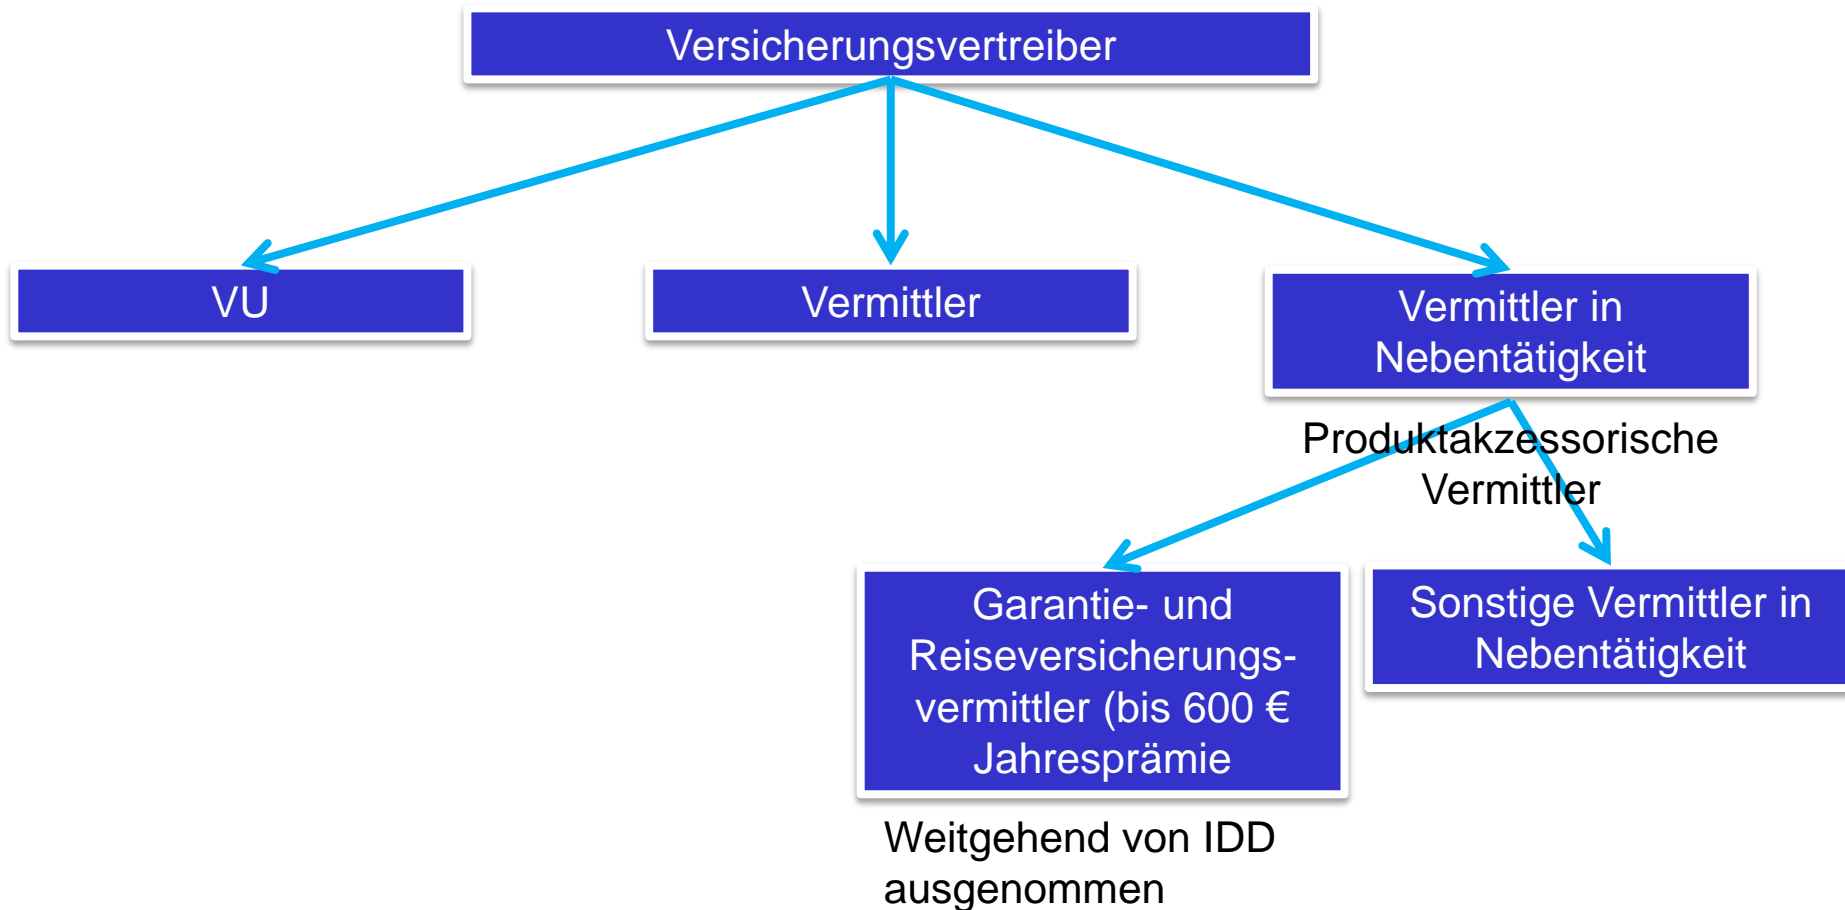 Versicherungsvertreiber
VU
Vermittler
Vermittler in
Nebentätigkeit
Produktakzessorische
Vermittler
Garantie- und
Reiseversicherungs-
vermittler (bis 600 €
Jahresprämie
Sonstige Vermittler in
Nebentätigkeit
Weitgehend von IDD
ausgenommen